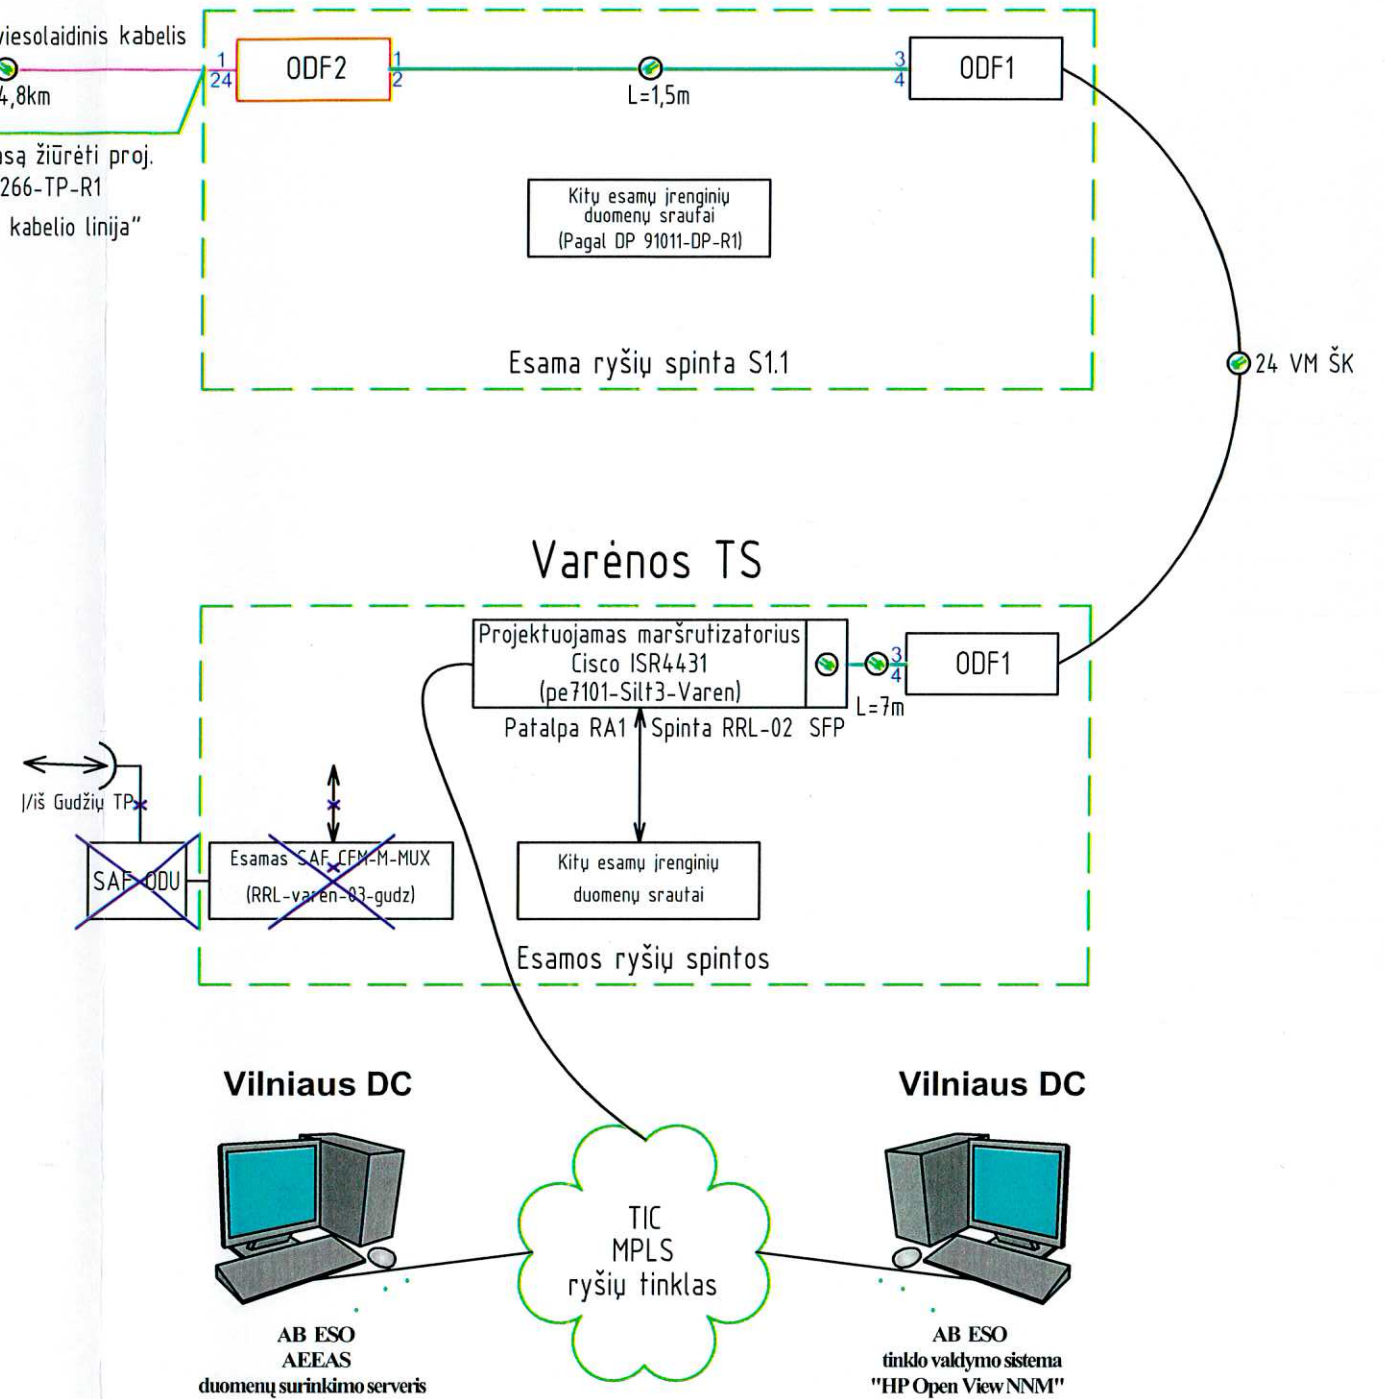 viesolaidinis kabelis
4,8km
1
24
ODF2
1
2
L=1,5m
3
4
ODF1
asą žiūrėti proj.
266-TP-R1
kabelio linija"
Kitų esamų įrenginių
duomenų srautai
(Pagal DP 91011-DP-R1)
Esama ryšių spinta S1.1
24 VM ŠK
Varėnos TS
Projektuojamas maršrutizatorius
Cisco ISR4431
(pe7101-Silt3-Varen)
3
4
ODF1
L=7m
Patalpa RA1
Spinta RRL-02
SFP
Į/iš Gudžių TP
SAF ODU
Esamas SAF CFM-M-MUX
(RRL-varen-03-gudz)
Kitų esamų įrenginių
duomenų srautai
Esamos ryšių spintos
Vilniaus DC
Vilniaus DC
TIC
MPLS
ryšių tinklas
AB ESO
AEEAS
duomenų surinkimo serveris
AB ESO
tinklo valdymo sistema
"HP Open View NNM"